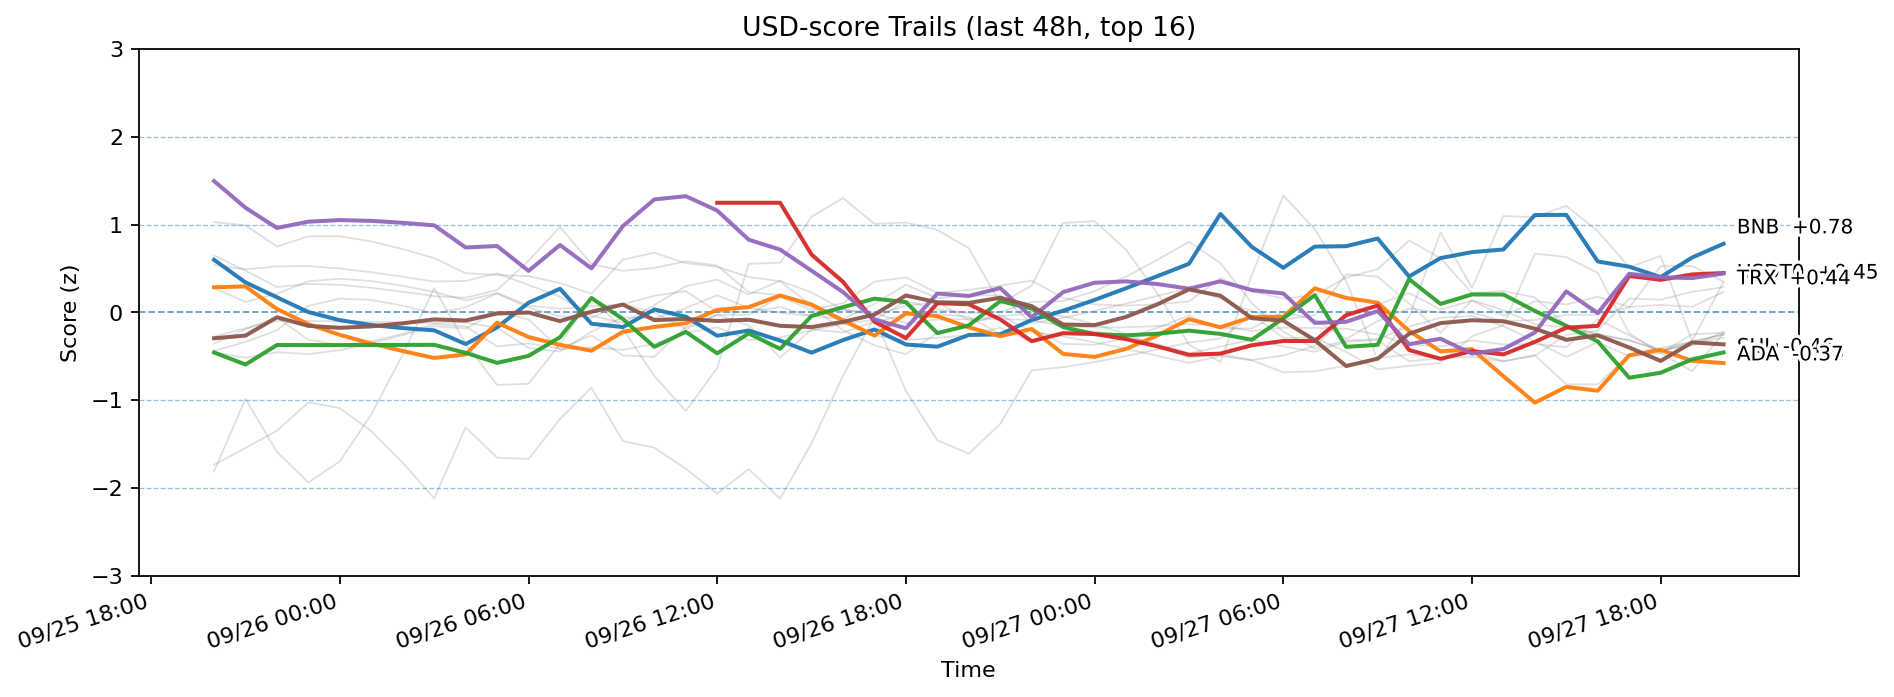 USD-score Trails (last 48h, top 16)
Score (z)
3
2
1
0
−1
−2
−3
BNB +0.78
TRX +0.44
ADA -0.37
09/25 18:00
09/26 00:00
09/26 06:00
09/26 12:00
09/26 18:00
09/27 00:00
09/27 06:00
09/27 12:00
09/27 18:00
Time